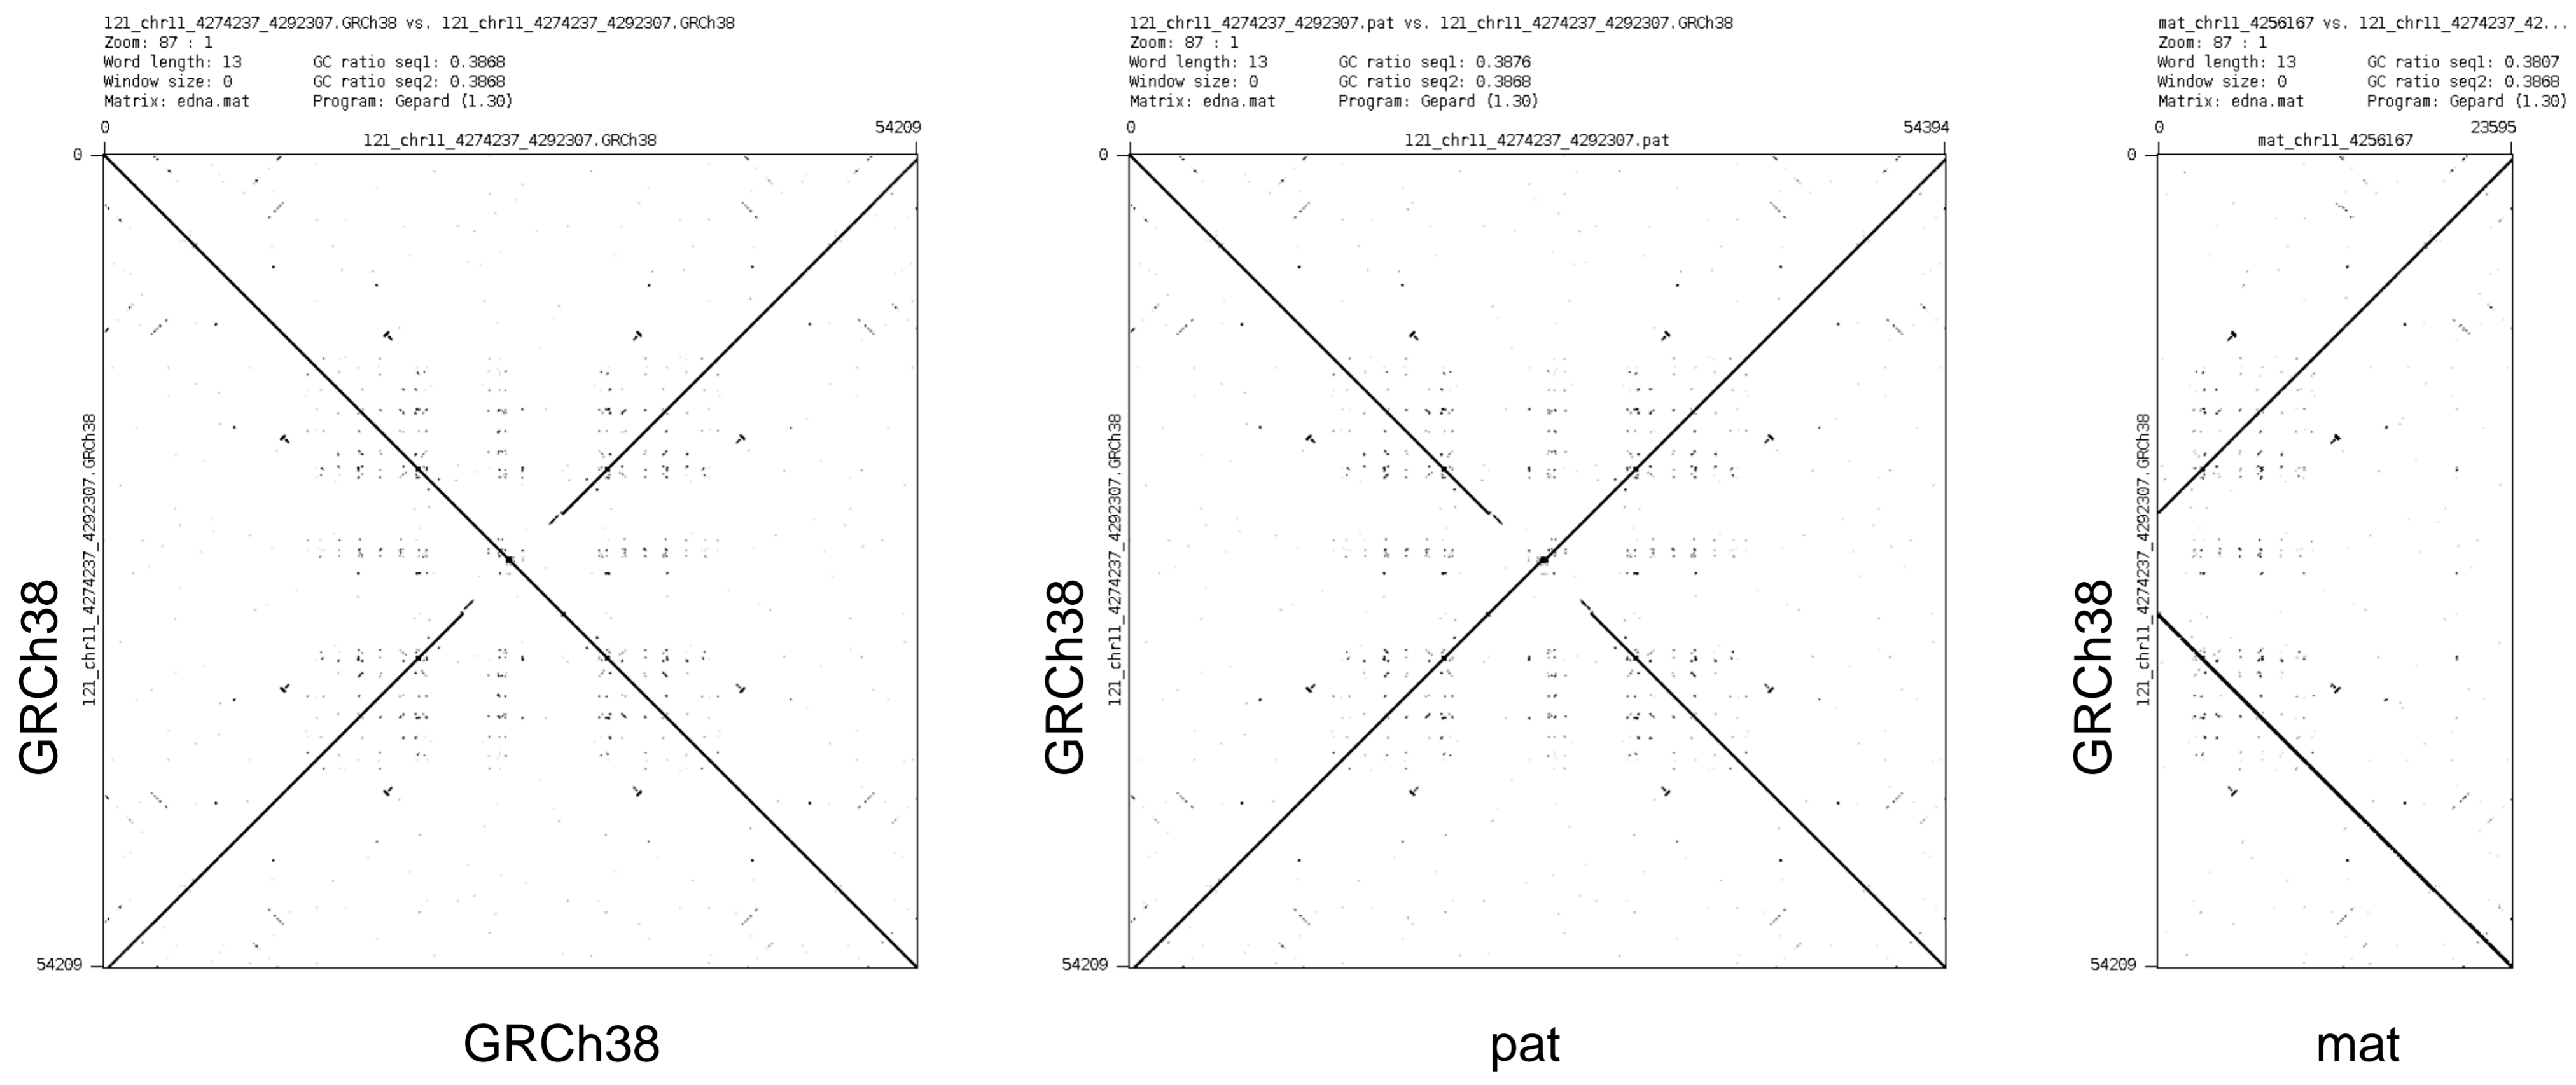 121_chr11_4274237_4292307.GRCh38 vs. 121_chr11_4274237_4292307.GRCh38
Zoom: 87 : 1
Word length: 13 GC ratio seq1: 0.3868
Window size: 0 GC ratio seq2: 0.3868
Matrix: edna.mat Program: Gepard (1.30)
0 54209
121_chr11_4274237_4292307.GRCh38
0
121_chr11_4274237_4292307.GRCh38
GRCh38
54209
GRCh38
121_chr11_4274237_4292307.pat vs. 121_chr11_4274237_4292307.GRCh38
Zoom: 87 : 1
Word length: 13 GC ratio seq1: 0.3876
Window size: 0 GC ratio seq2: 0.3868
Matrix: edna.mat Program: Gepard (1.30)
0 54394
121_chr11_4274237_4292307.pat
0
121_chr11_4274237_4292307.GRCh38
GRCh38
54209
pat
mat_chr11_4256167 vs. 121_chr11_4274237_42...
Zoom: 87 : 1
Word length: 13 GC ratio seq1: 0.3807
Window size: 0 GC ratio seq2: 0.3868
Matrix: edna.mat Program: Gepard (1.30)
0 23595
mat_chr11_4256167
0
121_chr11_4274237_4292307.GRCh38
GRCh38
54209
mat